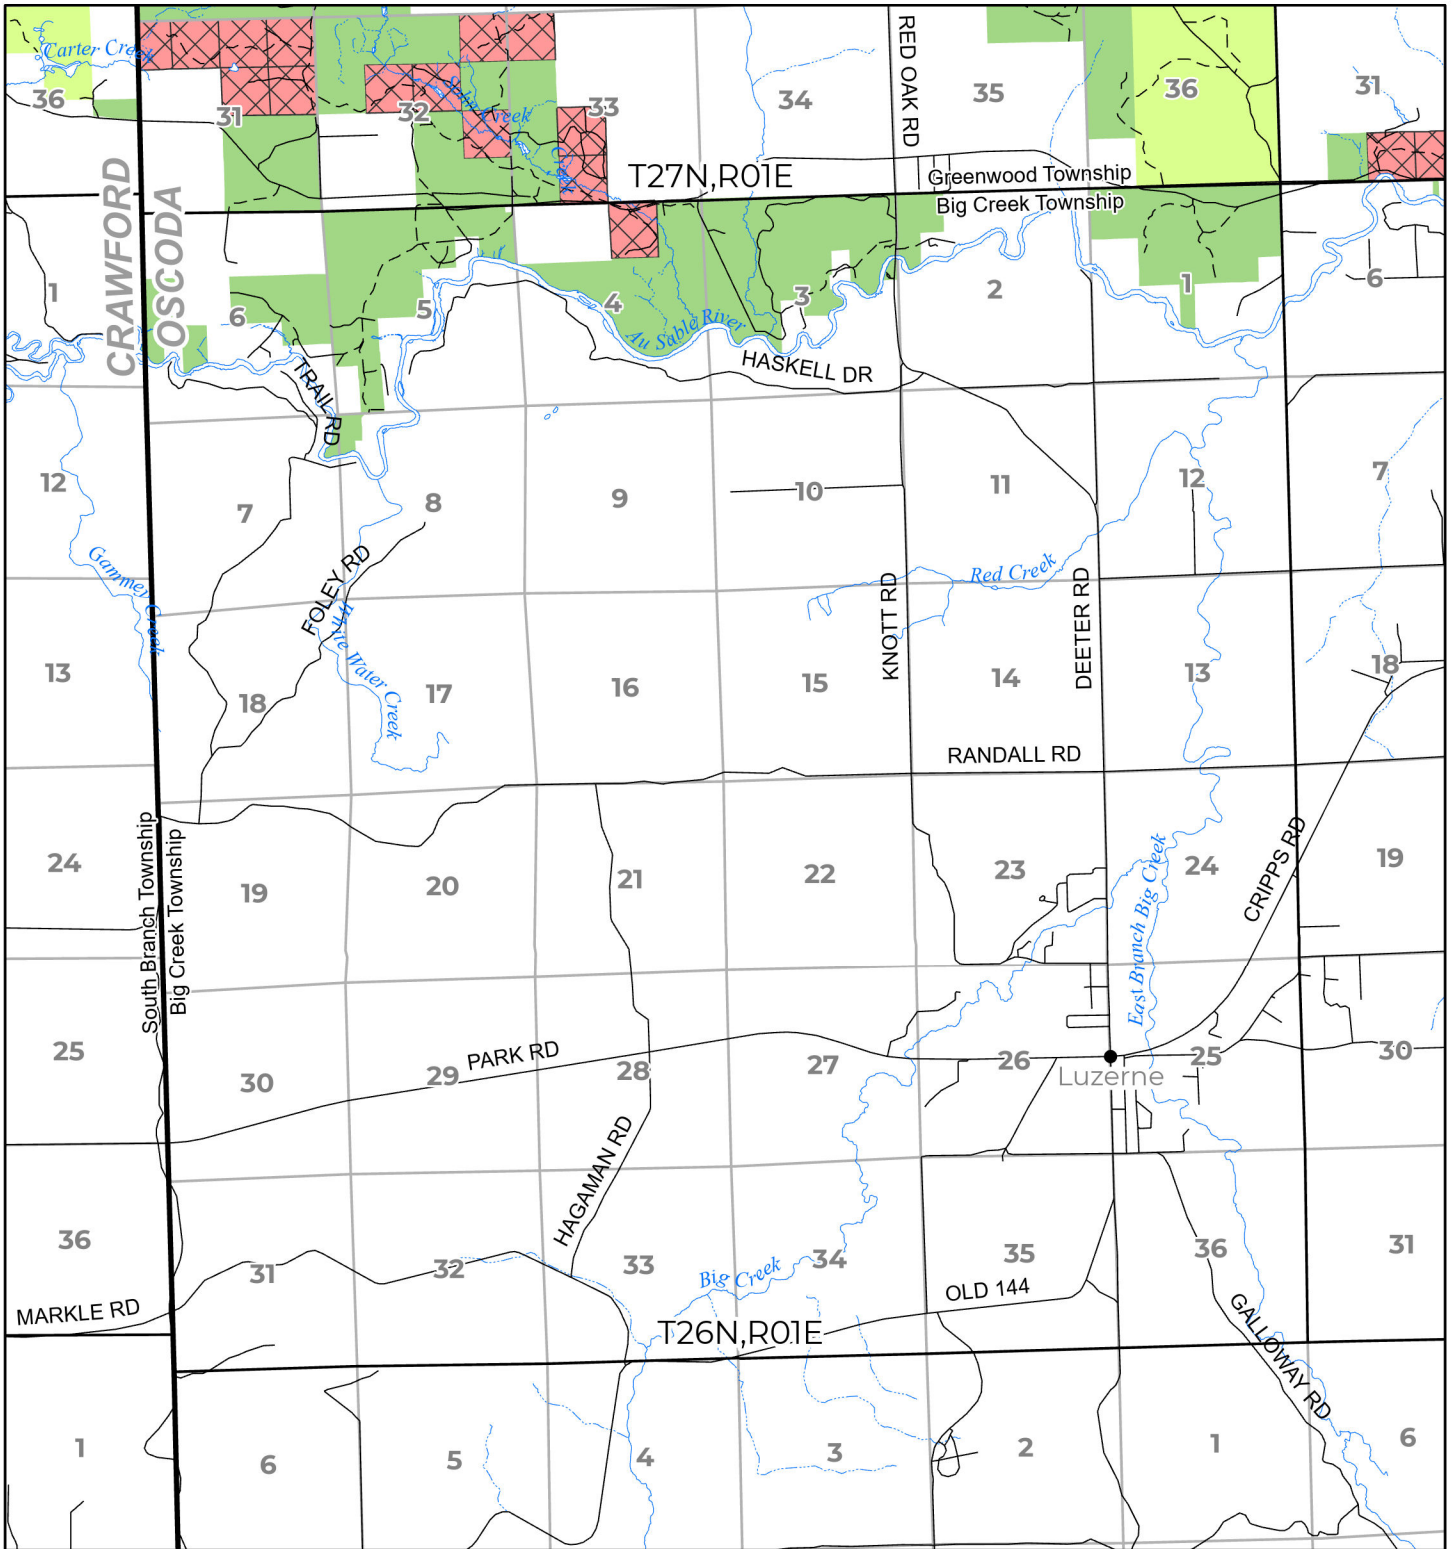 Carter Creek
36
31
32
33
34
RED OAK RD
35
36
31
Creek
Creek
T27N,R01E
Greenwood Township
Big Creek Township
CRAWFORD
OSCODA
1
6
5
4
3
2
1
6
Au Sable River
HASKELL DR
TRAIL RD
12
7
8
9
10
11
12
7
Gammer Creek
FOLEY RD
White Water Creek
Red Creek
KNOTT RD
DEETER RD
13
18
17
16
15
14
13
18
RANDALL RD
24
19
20
21
22
23
24
19
CRIPPS RD
East Branch Big Creek
South Branch Township
Big Creek Township
25
30
29
PARK RD
28
27
26
25
30
Luzerne
HAGAMAN RD
36
31
32
33
34
35
36
31
Big Creek
OLD 144
MARKLE RD
T26N,R01E
GALLOWAY RD
1
6
5
4
3
2
1
6